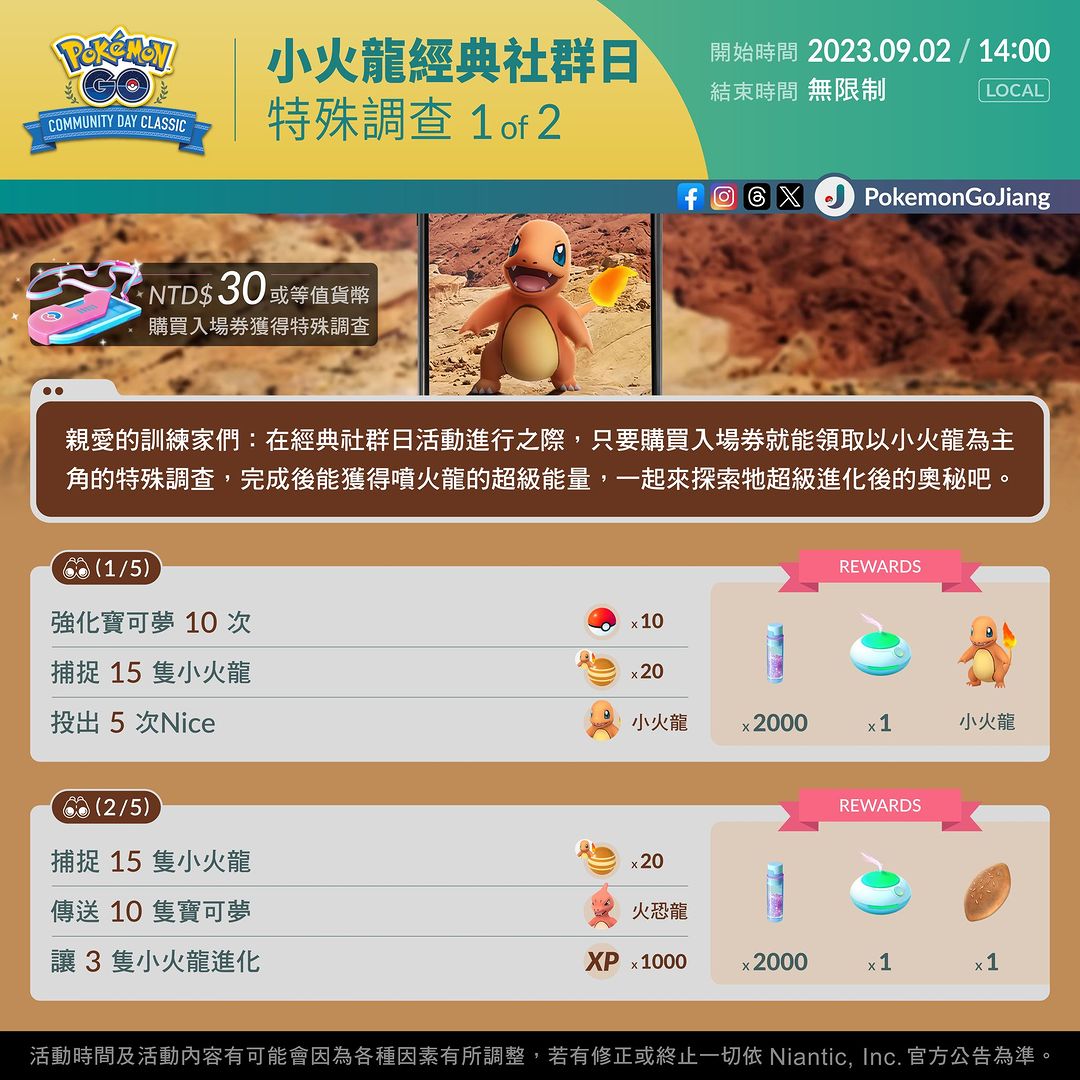 POKéMON
GO
COMMUNITY DAY CLASSIC
小火龍經典社群日
特殊調查 1 of 2
開始時間 2023.09.02 / 14:00
結束時間 無限制
LOCAL
PokemonGoJiang
NTD$ 30 或等值貨幣
購買入場券獲得特殊調查
親愛的訓練家們：在經典社群日活動進行之際，只要購買入場券就能領取以小火龍為主
角的特殊調查，完成後能獲得噴火龍的超級能量，一起來探索牠超級進化後的奧秘吧。
(1/5)
REWARDS
強化寶可夢 10 次
x10
捕捉 15 隻小火龍
x20
投出 5 次Nice
小火龍
x2000
x1
小火龍
(2/5)
REWARDS
捕捉 15 隻小火龍
x20
傳送 10 隻寶可夢
火恐龍
讓 3 隻小火龍進化
XP x1000
x2000
x1
x1
活動時間及活動內容有可能會因為各種因素有所調整，若有修正或終止一切依 Niantic, Inc. 官方公告為準。